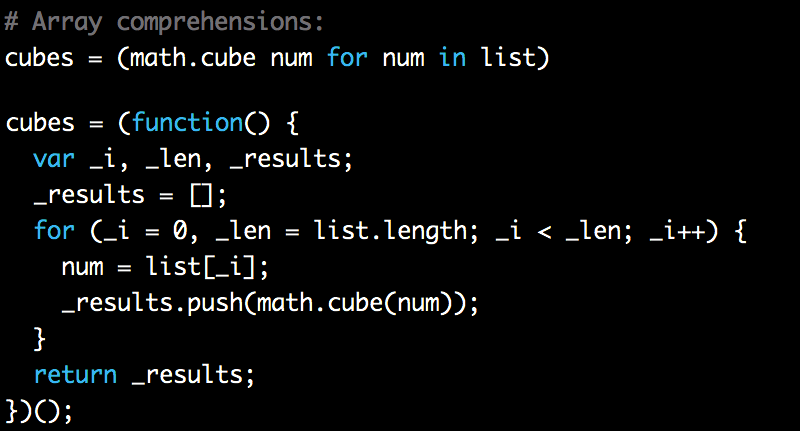 # Array comprehensions:
cubes = (math.cube num for num in list)
cubes = (function() {
  var _i, _len, _results;
  _results = [];
  for (_i = 0, _len = list.length; _i < _len; _i++) {
    num = list[_i];
    _results.push(math.cube(num));
  }
  return _results;
})();